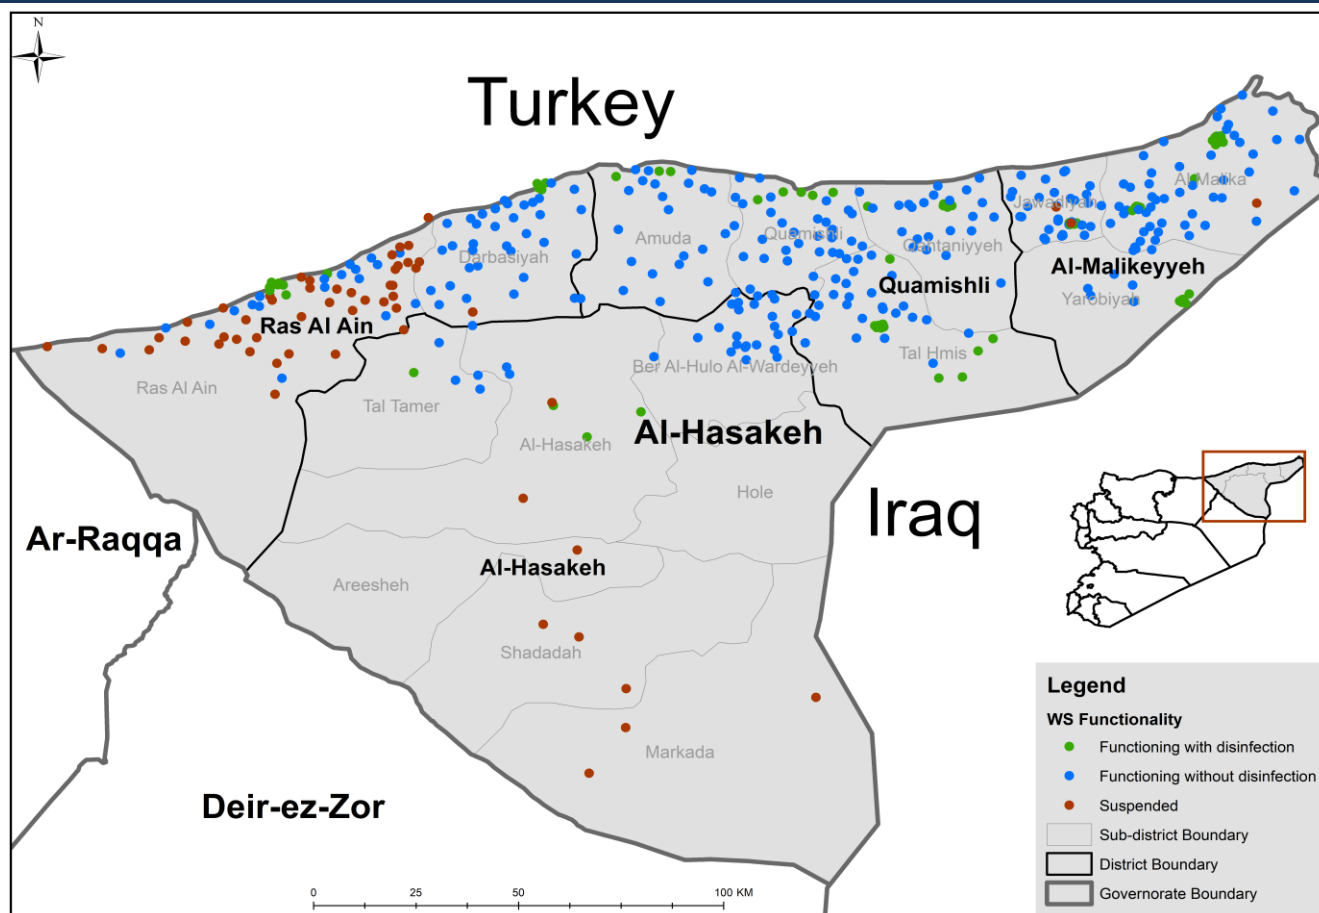 N
Turkey
Al-Malika
Jawadiyah
Quamishli
Amuda
Qahtaniyyeh
Darbasiyah
Al-Malikeyyeh
Quamishli
Yarobiyah
Ras Al Ain
Tal Hmis
Ber Al-Hulo Al-Wardeyyeh
Ras Al Ain
Tal Tamer
Al-Hasakeh
Al-Hasakeh
Hole
Iraq
Ar-Raqqa
Al-Hasakeh
Areesheh
Shadadah
Markada
Deir-ez-Zor
Legend
WS Functionality
Functioning with disinfection
Functioning without disinfection
Suspended
Sub-district Boundary
District Boundary
Governorate Boundary
0 25 50 100 KM